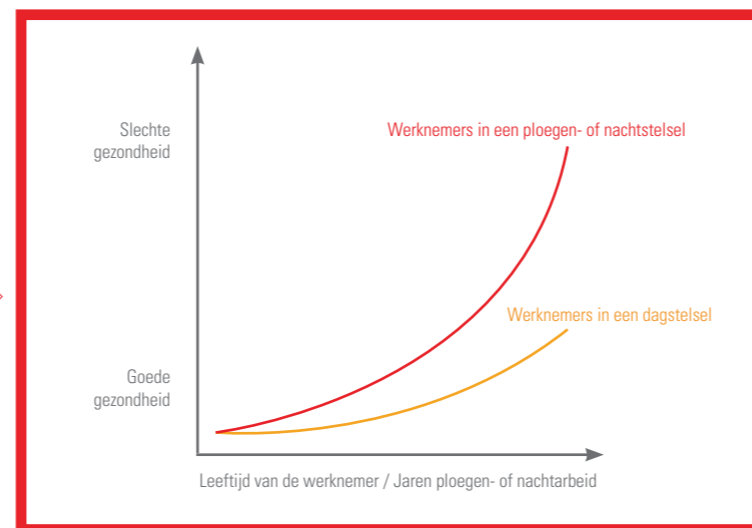 Slechte
gezondheid
Werknemers in een ploegen- of nachtstelsel
Werknemers in een dagstelsel
Goede
gezondheid
Leeftijd van de werknemer / Jaren ploegen- of nachtarbeid